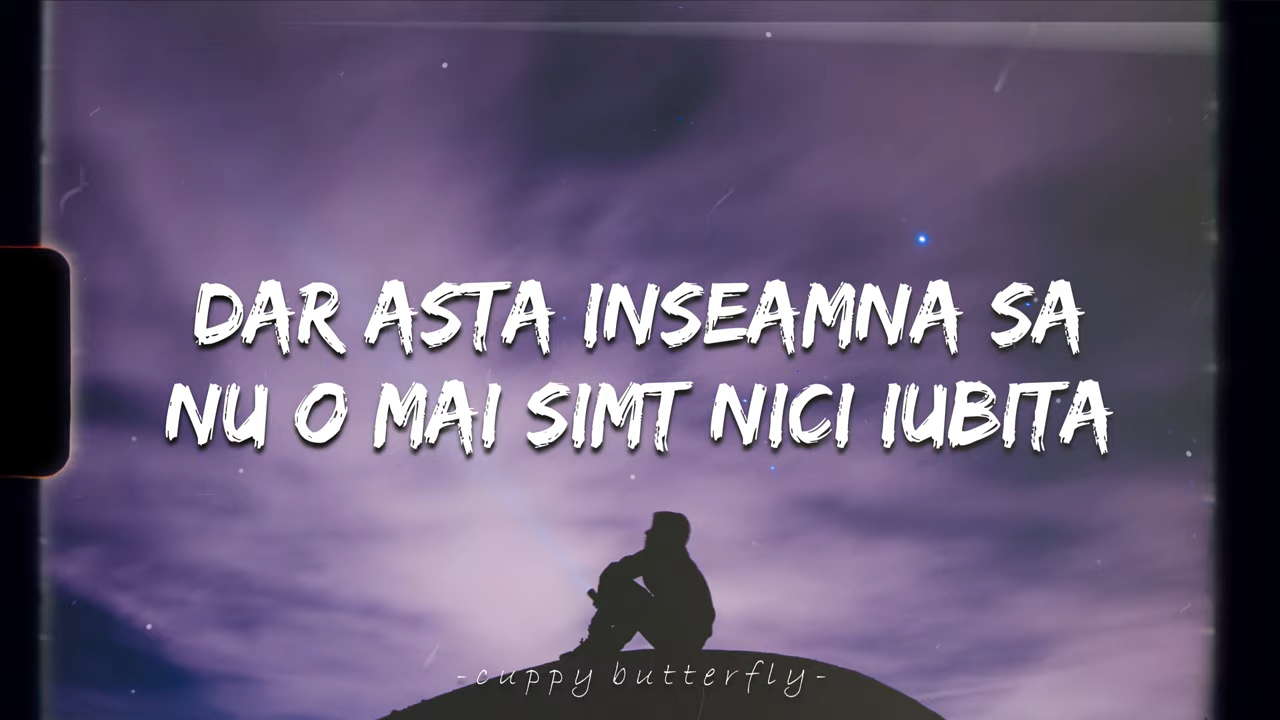 DAR ASTA INSEAMNA SA
NU O MAI SIMT NICI IUBITA
-cuppy butterfly-